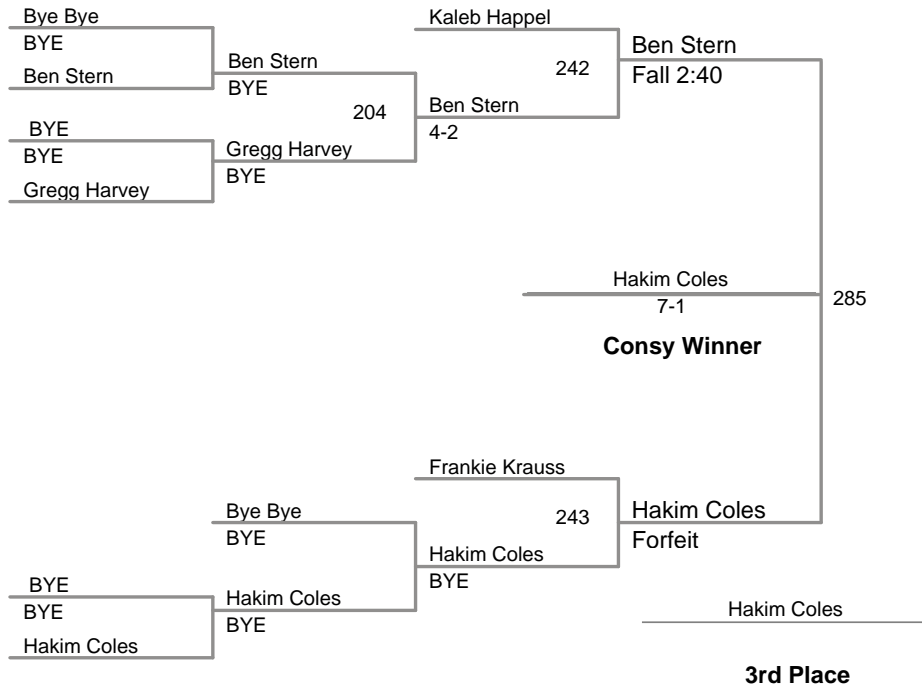 Bye Bye
BYE
Ben Stern
BYE
BYE
Gregg Harvey
Ben Stern
BYE
204
Gregg Harvey
BYE
Kaleb Happel
242
Ben Stern
4-2
Ben Stern
Fall 2:40
Hakim Coles
7-1
285
Consy Winner
Frankie Krauss
243
Hakim Coles
Forfeit
Bye Bye
BYE
Hakim Coles
BYE
BYE
BYE
Hakim Coles
Hakim Coles
BYE
Hakim Coles
3rd Place